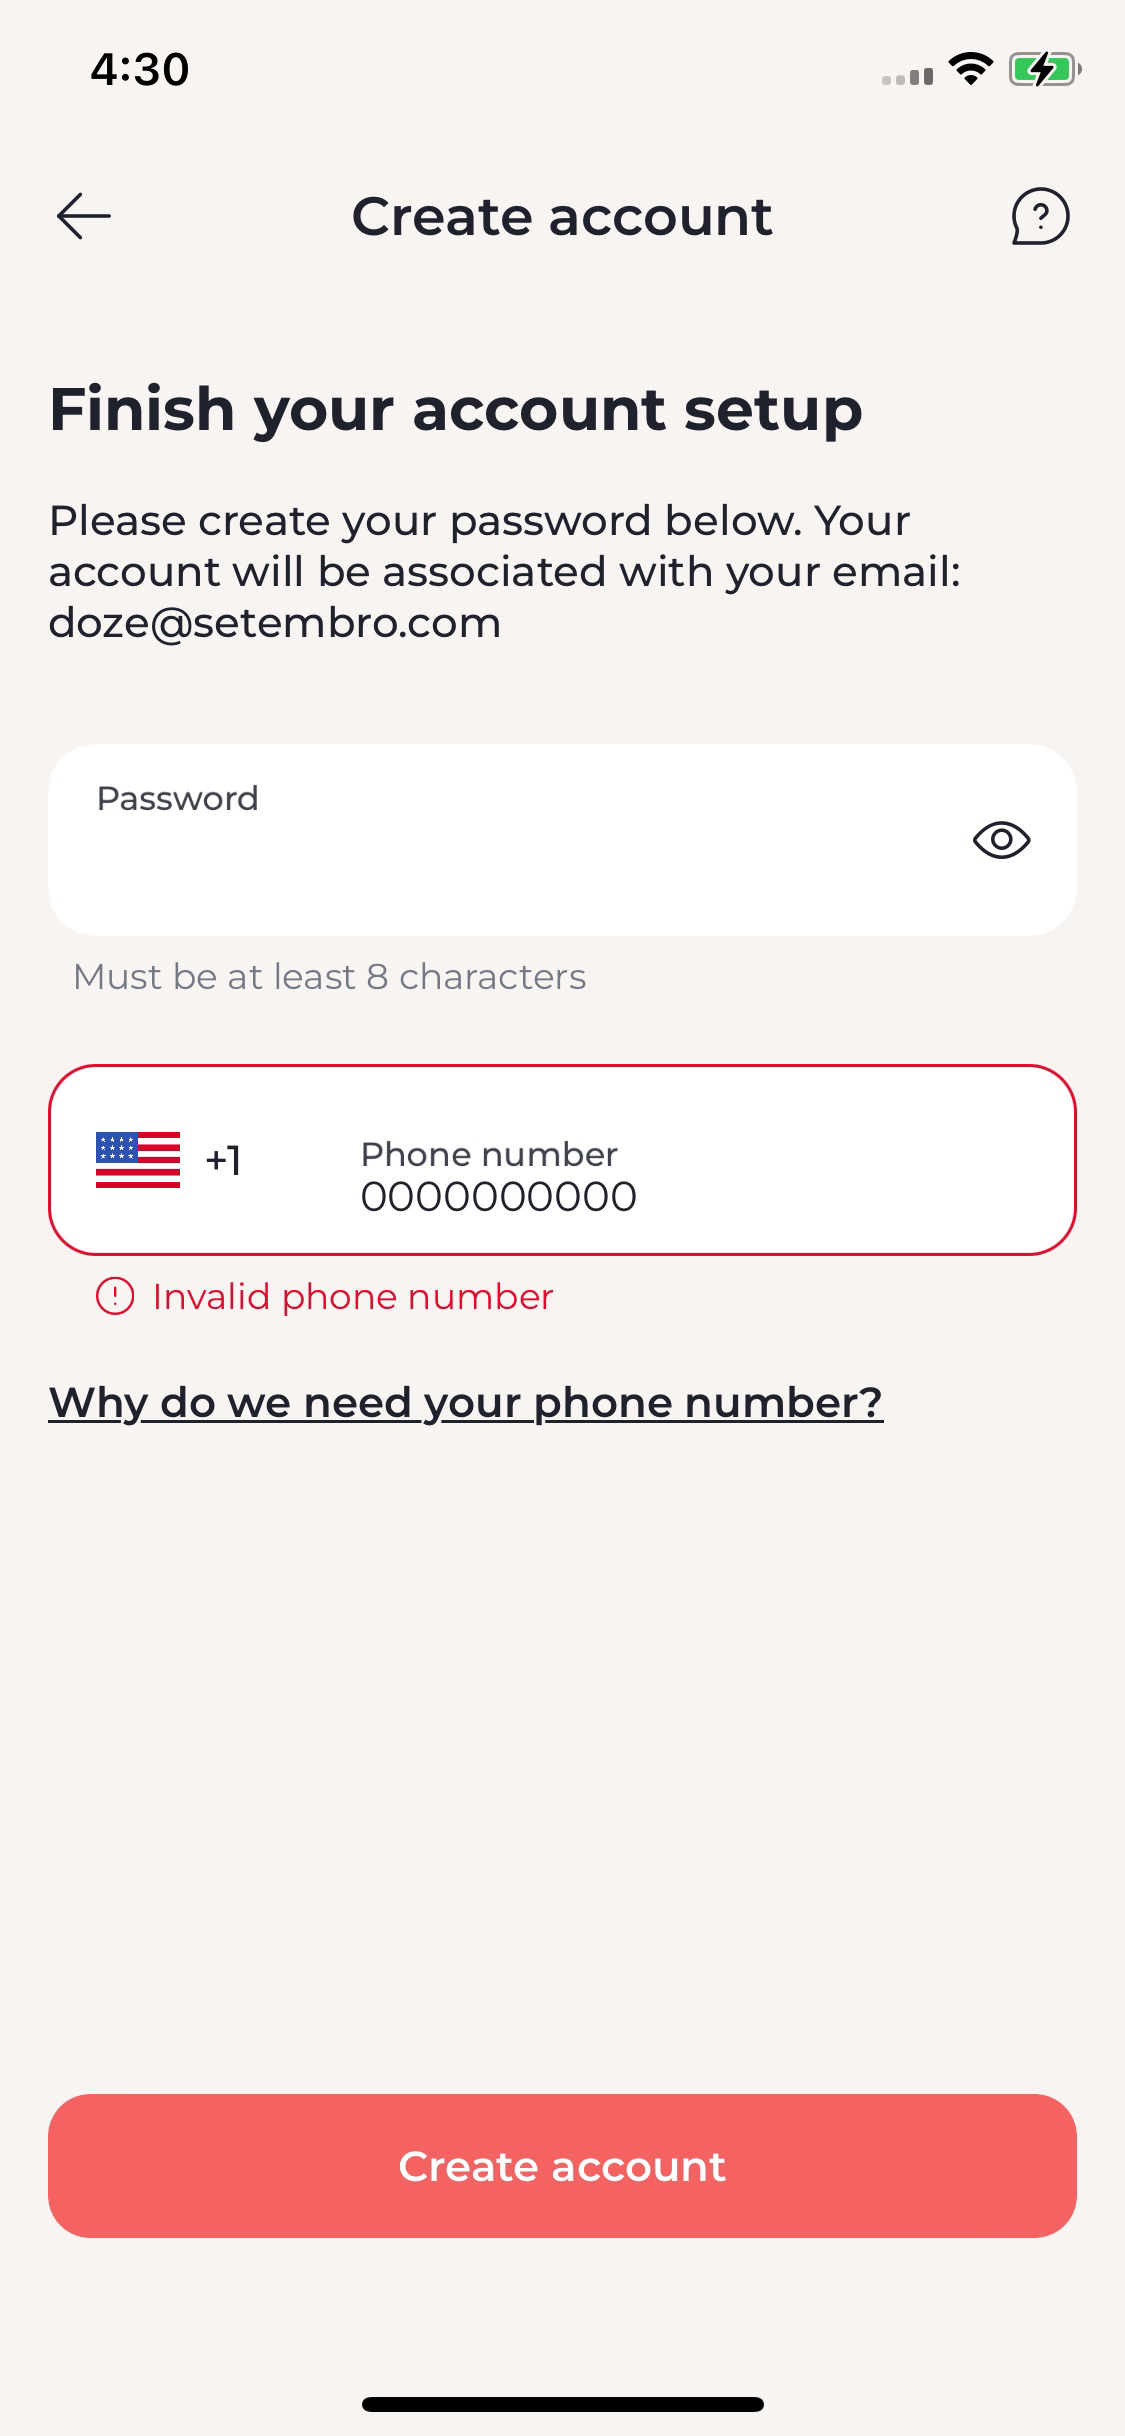 4:30
Create account
Finish your account setup
Please create your password below. Your
account will be associated with your email:
doze@setembro.com
Password
Must be at least 8 characters
+1
Phone number
0000000000
Invalid phone number
Why do we need your phone number?
Create account